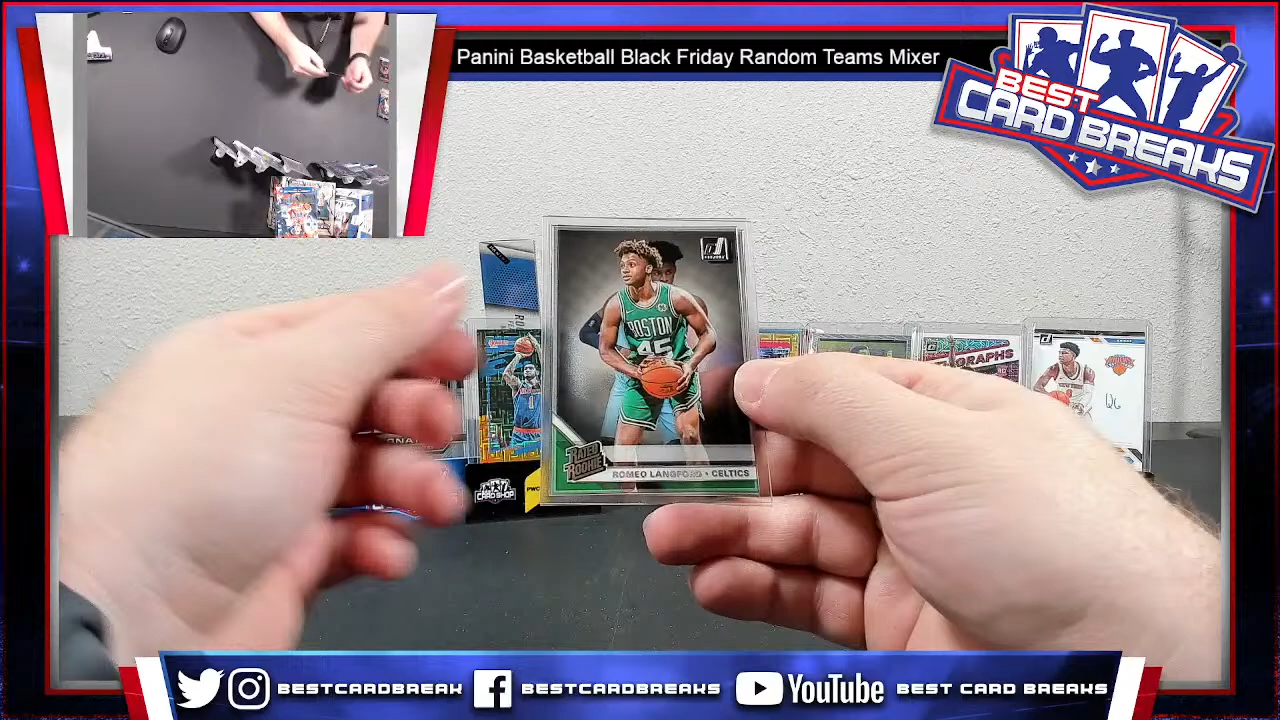 Panini Basketball Black Friday Random Teams Mixer
BEST
CARD BREAKS
BOSTON
45
RATED
ROOKIE
ROMEO LANGFORD • CELTICS
CARD SHOP
PWC
BESTCARDBREAK
BESTCARDBREAKS
YouTube
BEST CARD BREAKS